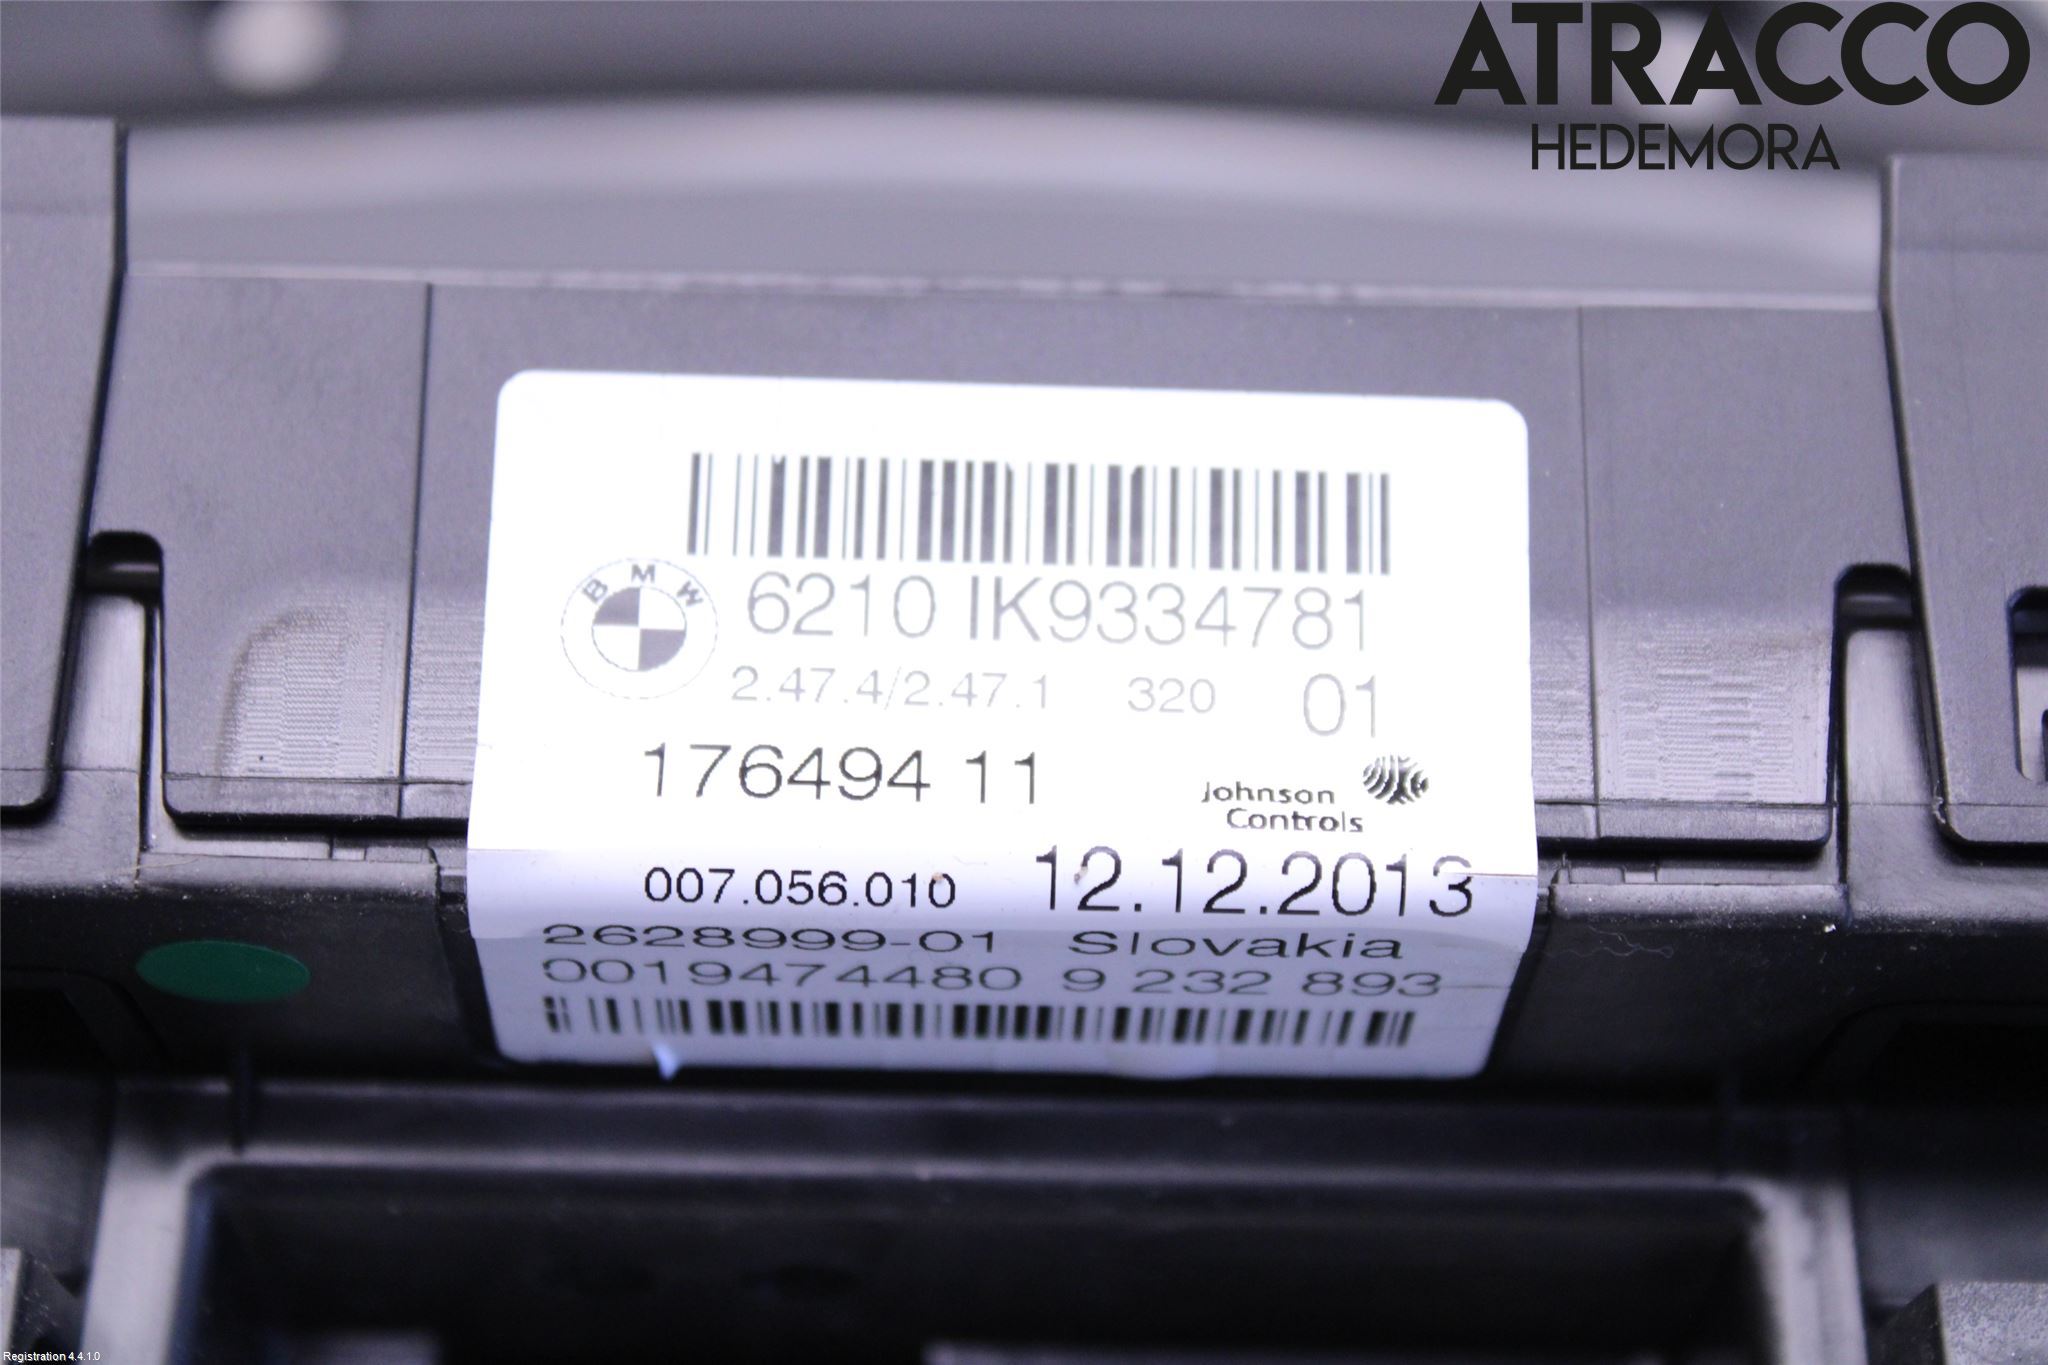 ATRACCO
HEDEMORA
BMW
6210 IK9334781
2.47.4/2.47.1 320 01
176494 11
Johnson
Controls
007.056.010 12.12.2013
2628999-01 Slovakia
0019474480 9 232 893
Registration 4.4.1.0